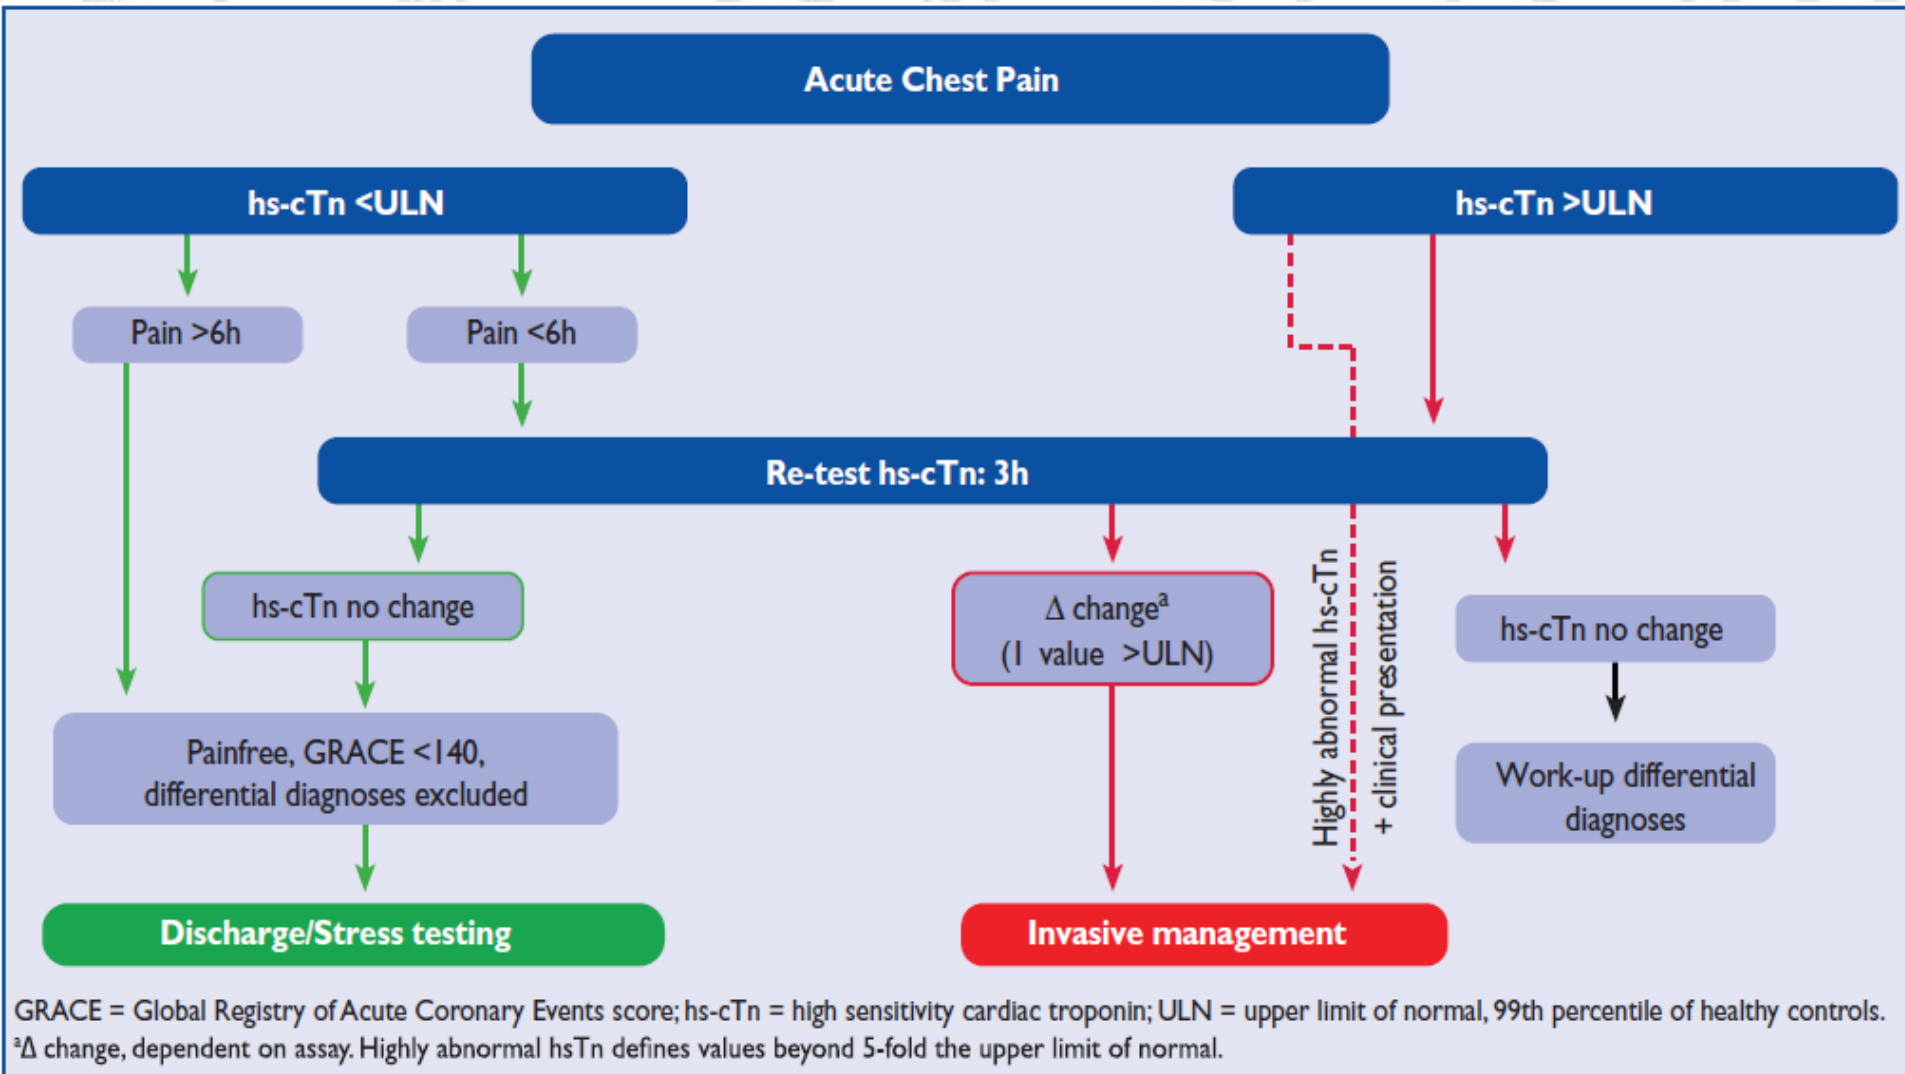 Acute Chest Pain
hs-cTn <ULN
hs-cTn >ULN
Pain >6h
Pain <6h
Re-test hs-cTn: 3h
hs-cTn no change
Δ changeᵃ
(1 value >ULN)
Highly abnormal hs-cTn
+ clinical presentation
hs-cTn no change
Painfree, GRACE <140,
differential diagnoses excluded
Work-up differential
diagnoses
Discharge/Stress testing
Invasive management
GRACE = Global Registry of Acute Coronary Events score; hs-cTn = high sensitivity cardiac troponin; ULN = upper limit of normal, 99th percentile of healthy controls.
ᵃΔ change, dependent on assay. Highly abnormal hsTn defines values beyond 5-fold the upper limit of normal.